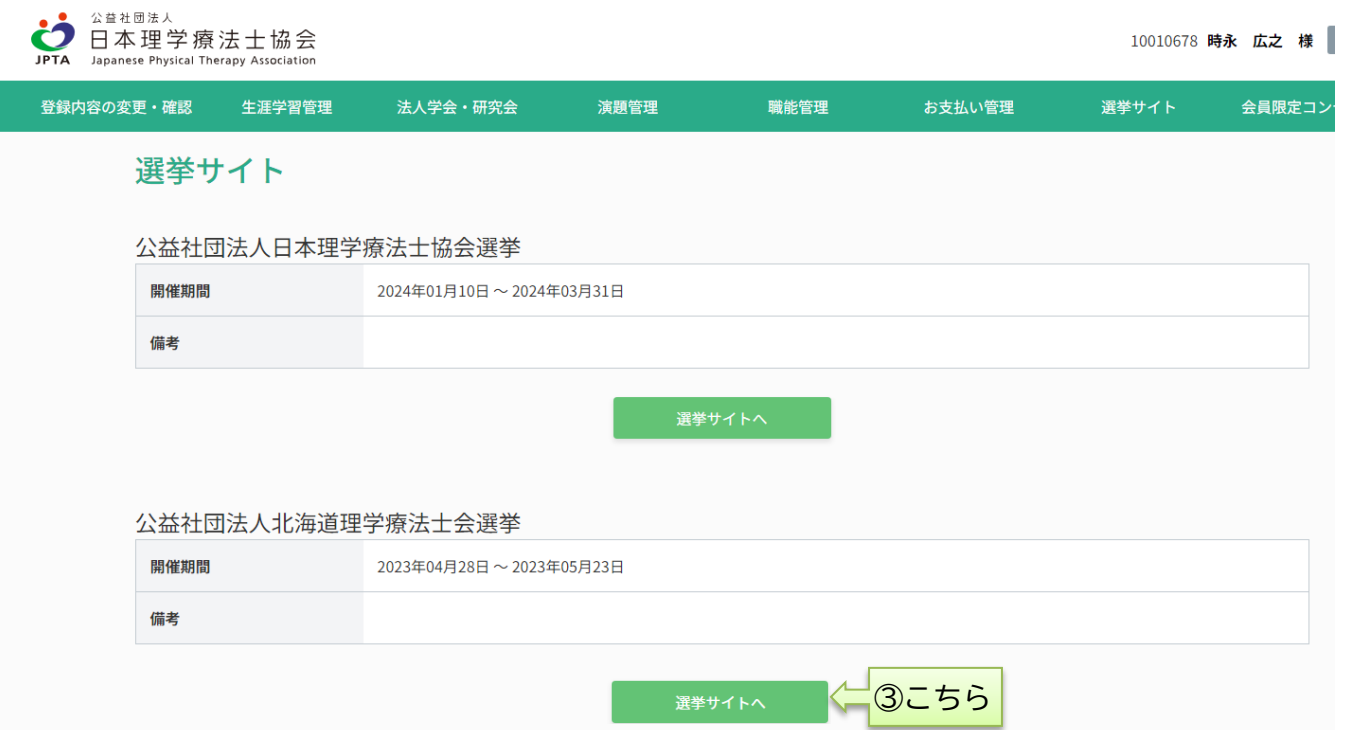 公益社団法人
日本理学療法士協会
JPTA Japanese Physical Therapy Association
10010678 時永 広之 様
登録内容の変更・確認 生涯学習管理 法人学会・研究会 演題管理 職能管理 お支払い管理 選挙サイト 会員限定コン
選挙サイト
公益社団法人日本理学療法士協会選挙
開催期間 2024年01月10日 ～ 2024年03月31日
備考
選挙サイトへ
公益社団法人北海道理学療法士会選挙
開催期間 2023年04月28日 ～ 2023年05月23日
備考
選挙サイトへ ③こちら